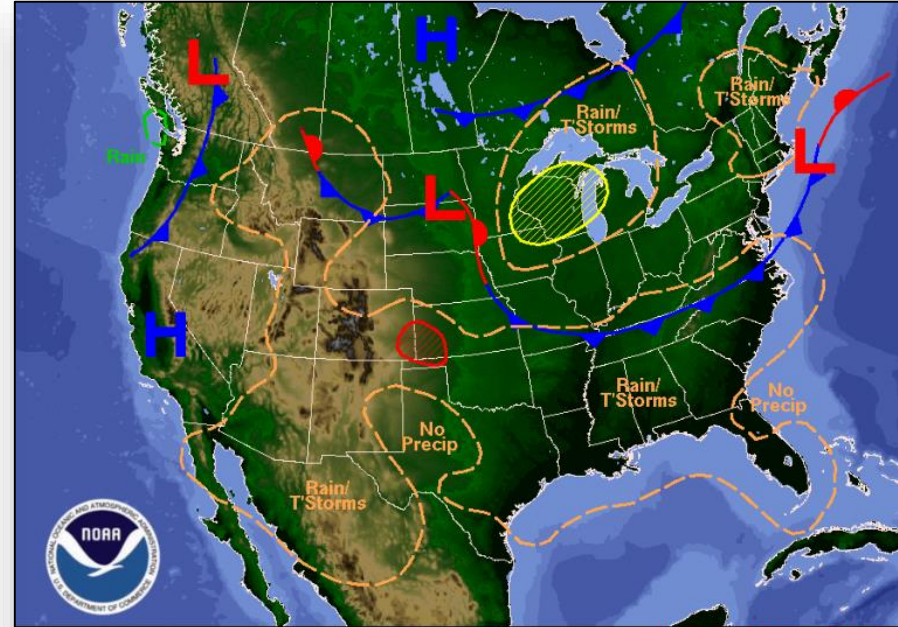 H
L
Rain/
T'Storms
Rain/
T'Storms
Rain
L
L
H
Rain/
T'Storms
No
Precip
No
Precip
Rain/
T'Storms
NOAA
NATIONAL OCEANIC AND ATMOSPHERIC ADMINISTRATION
U.S. DEPARTMENT OF COMMERCE